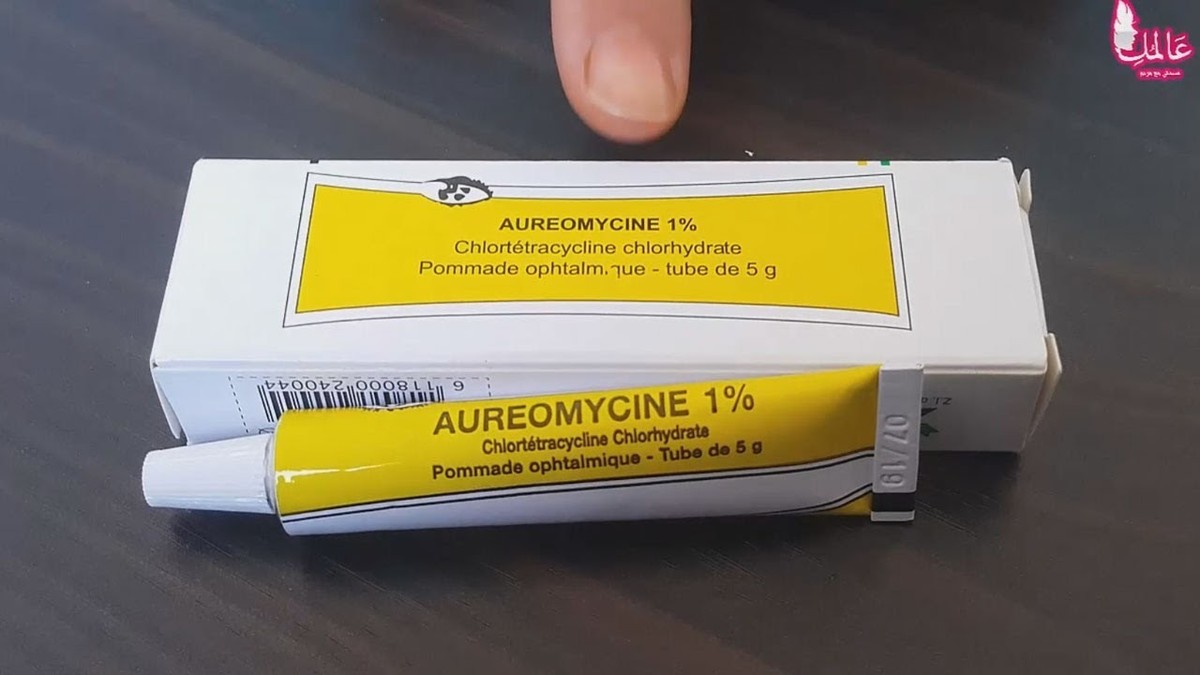 عَالمُكِ
AUREOMYCINE 1%
Chlortétracycline chlorhydrate
Pommade ophtalmique - tube de 5 g
6 118000 240044
Z.I.
AUREOMYCINE 1%
Chlortétracycline Chlorhydrate
Pommade ophtalmique - Tube de 5 g
07/19